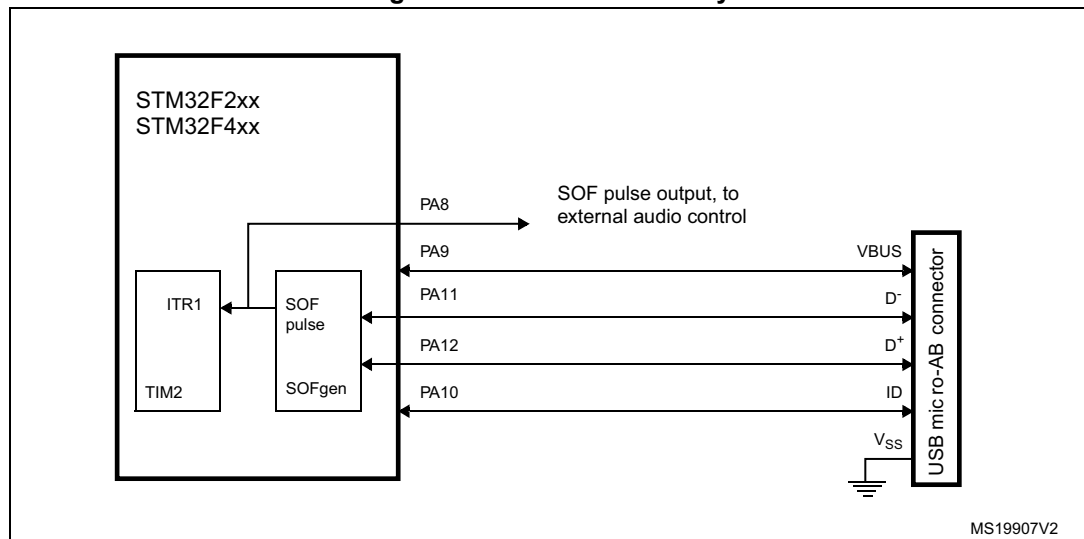 STM32F2xx
STM32F4xx
PA8
SOF pulse output, to
external audio control
PA9
VBUS
ITR1
SOF
pulse
PA11
D-
PA12
D+
TIM2
SOFgen
PA10
ID
VSS
USB mic ro-AB connector
MS19907V2